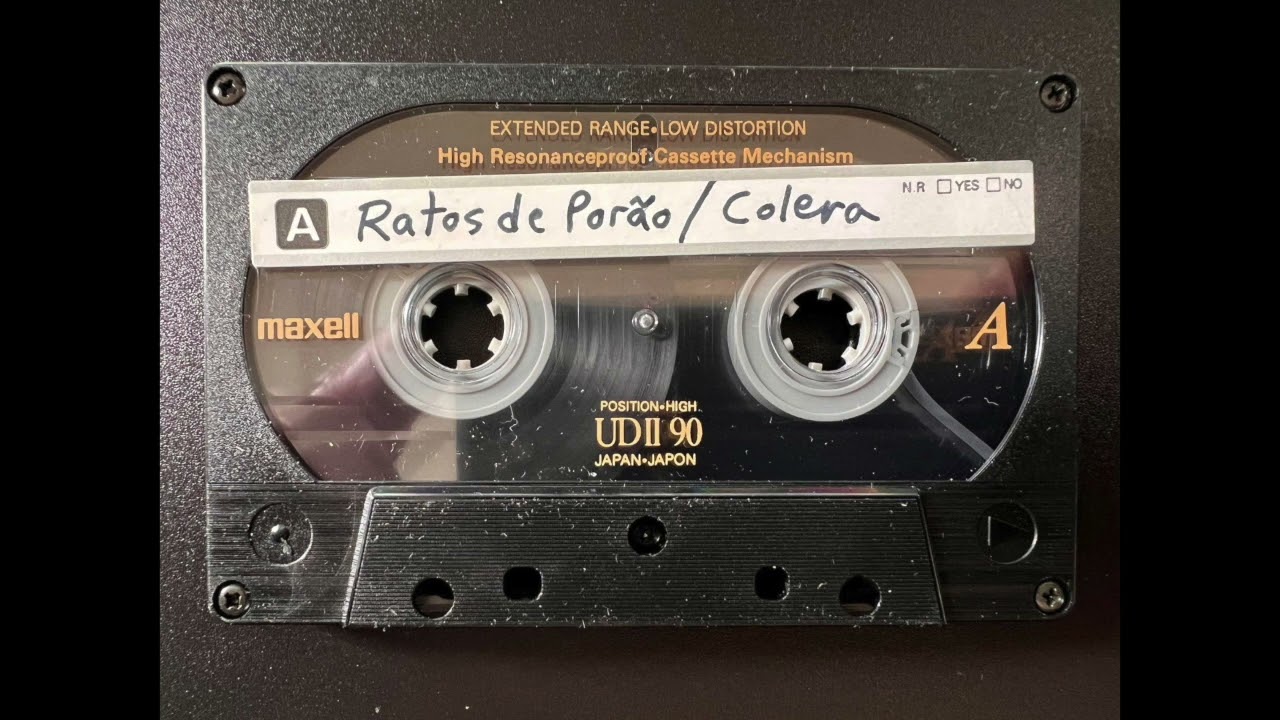 EXTENDED RANGE•LOW DISTORTION
High Resonanceproof Cassette Mechanism
N.R □YES □NO
A Ratos de Porão / Colera
maxell
A
POSITION•HIGH
UDII 90
JAPAN•JAPON